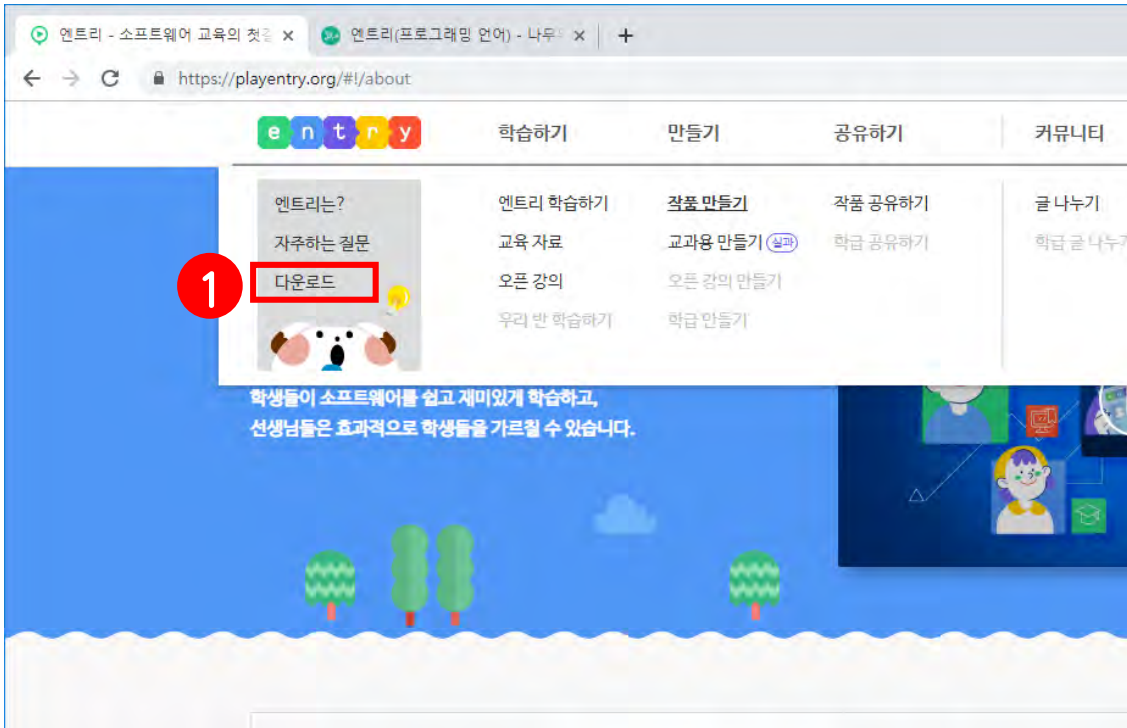 엔트리 - 소프트웨어 교육의 첫
엔트리(프로그래밍 언어) - 나무
https://playentry.org/#!/about
entry 학습하기 만들기 공유하기 커뮤니티
엔트리는? 엔트리 학습하기 작품 만들기 작품 공유하기 글 나누기
자주하는 질문 교육 자료 교과용 만들기 실과 학급 공유하기 학급 글 나누기
1 다운로드 오픈 강의 오픈 강의 만들기
우리 반 학습하기 학급 만들기
학생들이 소프트웨어를 쉽고 재미있게 학습하고,
선생님들은 효과적으로 학생들을 가르칠 수 있습니다.